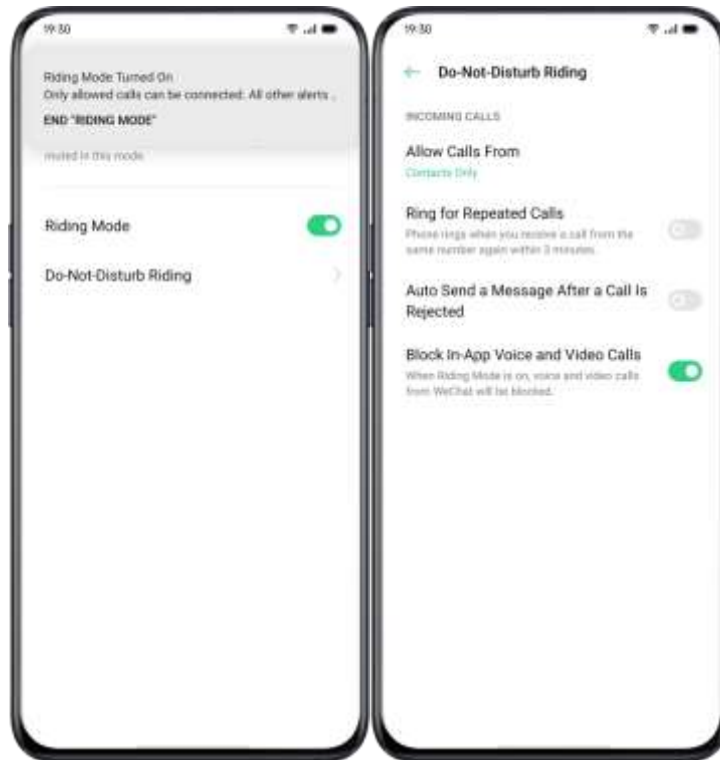 19:30
Riding Mode Turned On
Only allowed calls can be connected. All other alerts ..
END "RIDING MODE"
muted in this mode
Riding Mode
Do-Not-Disturb Riding
19:30
Do-Not-Disturb Riding
INCOMING CALLS
Allow Calls From
Contacts Only
Ring for Repeated Calls
Phone rings when you receive a call from the
same number again within 3 minutes.
Auto Send a Message After a Call Is
Rejected
Block In-App Voice and Video Calls
When Riding Mode is on, voice and video calls
from WeChat will be blocked.